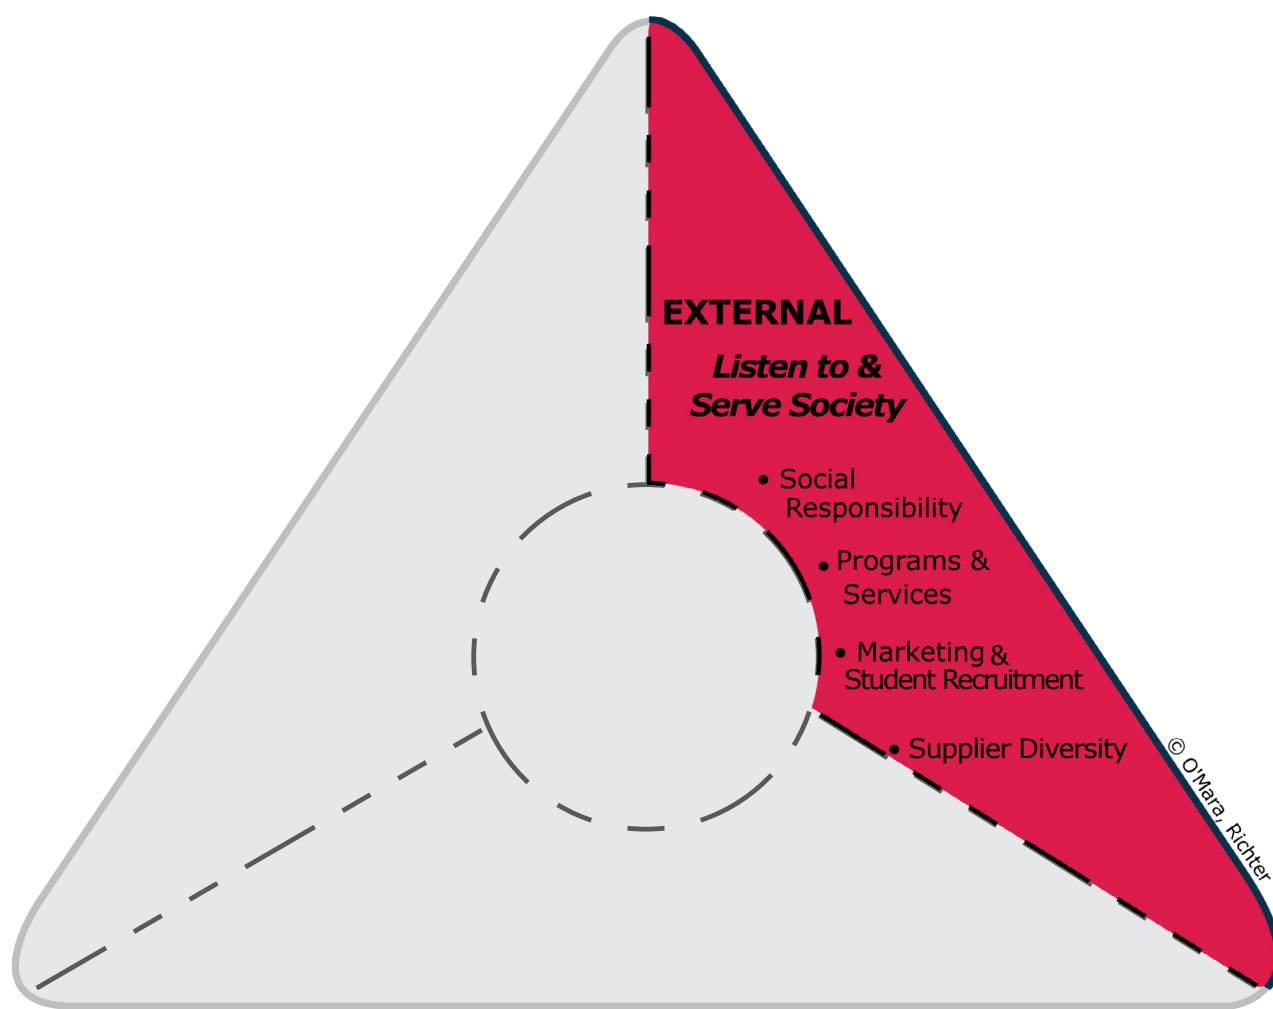 EXTERNAL
Listen to &
Serve Society
• Social
Responsibility
• Programs &
Services
• Marketing &
Student Recruitment
• Supplier Diversity
© O'Mara, Richter